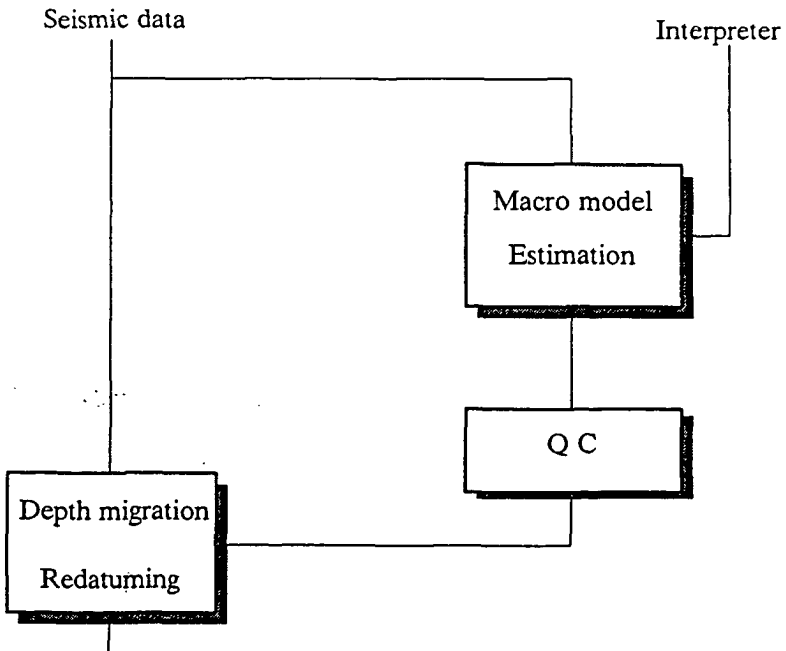 Seismic data
Interpreter
Macro model
Estimation
Q C
Depth migration
Redatuming